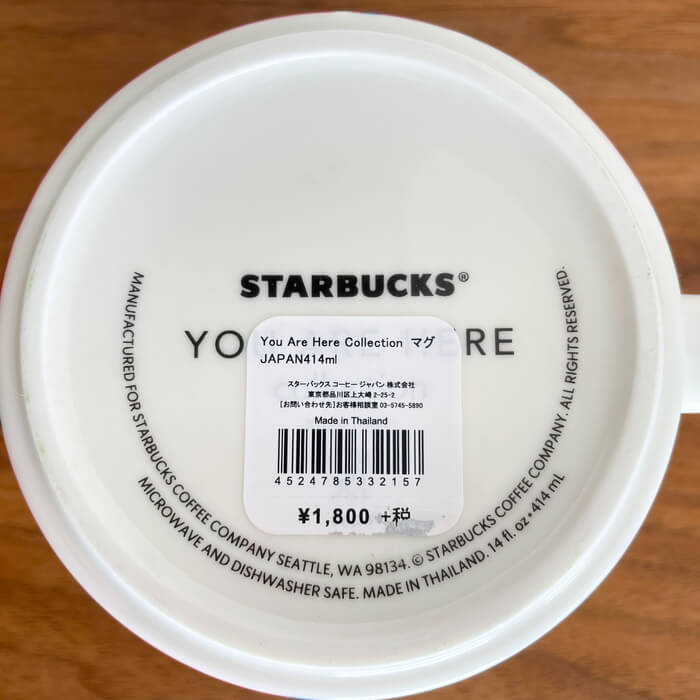 STARBUCKS®
YO ERE
You Are Here Collection マグ
JAPAN414ml
スターバックス コーヒー ジャパン 株式会社
東京都品川区上大崎 2-25-2
[お問い合わせ先]お客様相談室 03-5745-5890
Made in Thailand
4524785332157
¥1,800 +税
MANUFACTURED FOR STARBUCKS COFFEE COMPANY SEATTLE, WA 98134. © STARBUCKS COFFEE COMPANY. ALL RIGHTS RESERVED.
MICROWAVE AND DISHWASHER SAFE. MADE IN THAILAND. 14 fl. oz • 414 mL